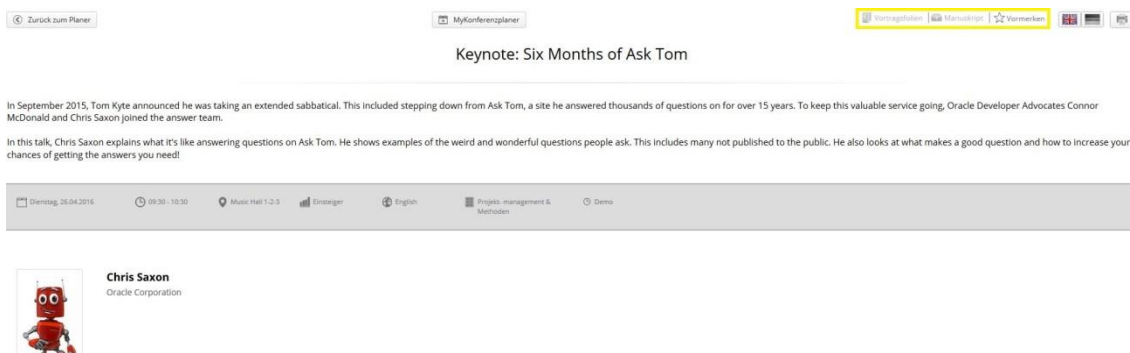 Zurück zum Planer
MyKonferenzplaner
Vortragsfolien | Manuskript | Vormerken
Keynote: Six Months of Ask Tom
In September 2015, Tom Kyte announced he was taking an extended sabbatical. This included stepping down from Ask Tom, a site he answered thousands of questions on for over 15 years. To keep this valuable service going, Oracle Developer Advocates Connor
McDonald and Chris Saxon joined the answer team.
In this talk, Chris Saxon explains what it's like answering questions on Ask Tom. He shows examples of the weird and wonderful questions people ask. This includes many not published to the public. He also looks at what makes a good question and how to increase your
chances of getting the answers you need!
Dienstag, 26.04.2016
09:30 - 10:30
Music Hall 1-2-3
Einsteiger
English
Projekt- management &
Methoden
Demo
Chris Saxon
Oracle Corporation